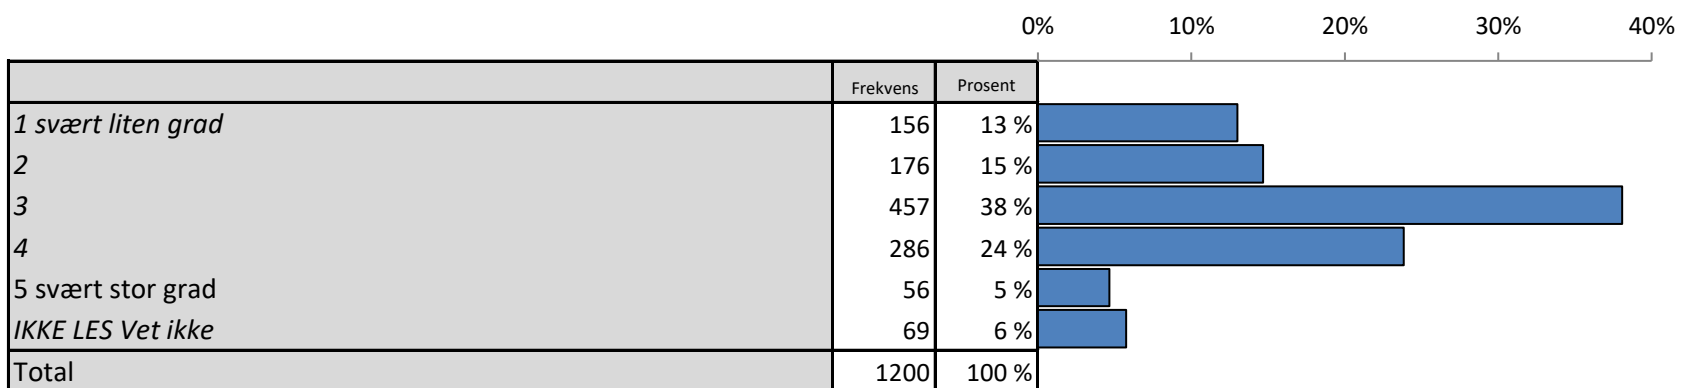 0% 10% 20% 30% 40%
Frekvens Prosent
1 svært liten grad 156 13 %
2 176 15 %
3 457 38 %
4 286 24 %
5 svært stor grad 56 5 %
IKKE LES Vet ikke 69 6 %
Total 1200 100 %